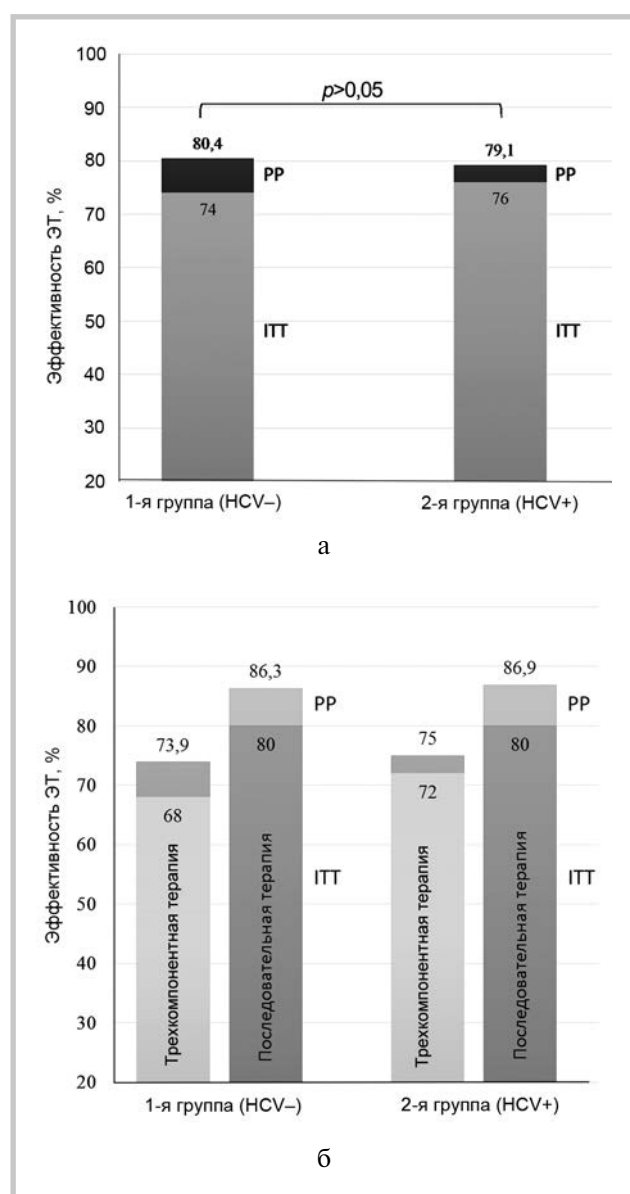 100
90
80
70
60
50
40
30
20
Эффективность ЭТ, %
p>0,05
80,4
PP
74
ITT
79,1
PP
76
ITT
1-я группа (HCV–)
2-я группа (HCV+)
а
100
90
80
70
60
50
40
30
20
Эффективность ЭТ, %
73,9
68
Трехкомпонентная терапия
86,3
PP
80
Последовательная терапия
ITT
75
72
Трехкомпонентная терапия
86,9
PP
80
Последовательная терапия
ITT
1-я группа (HCV–)
2-я группа (HCV+)
б